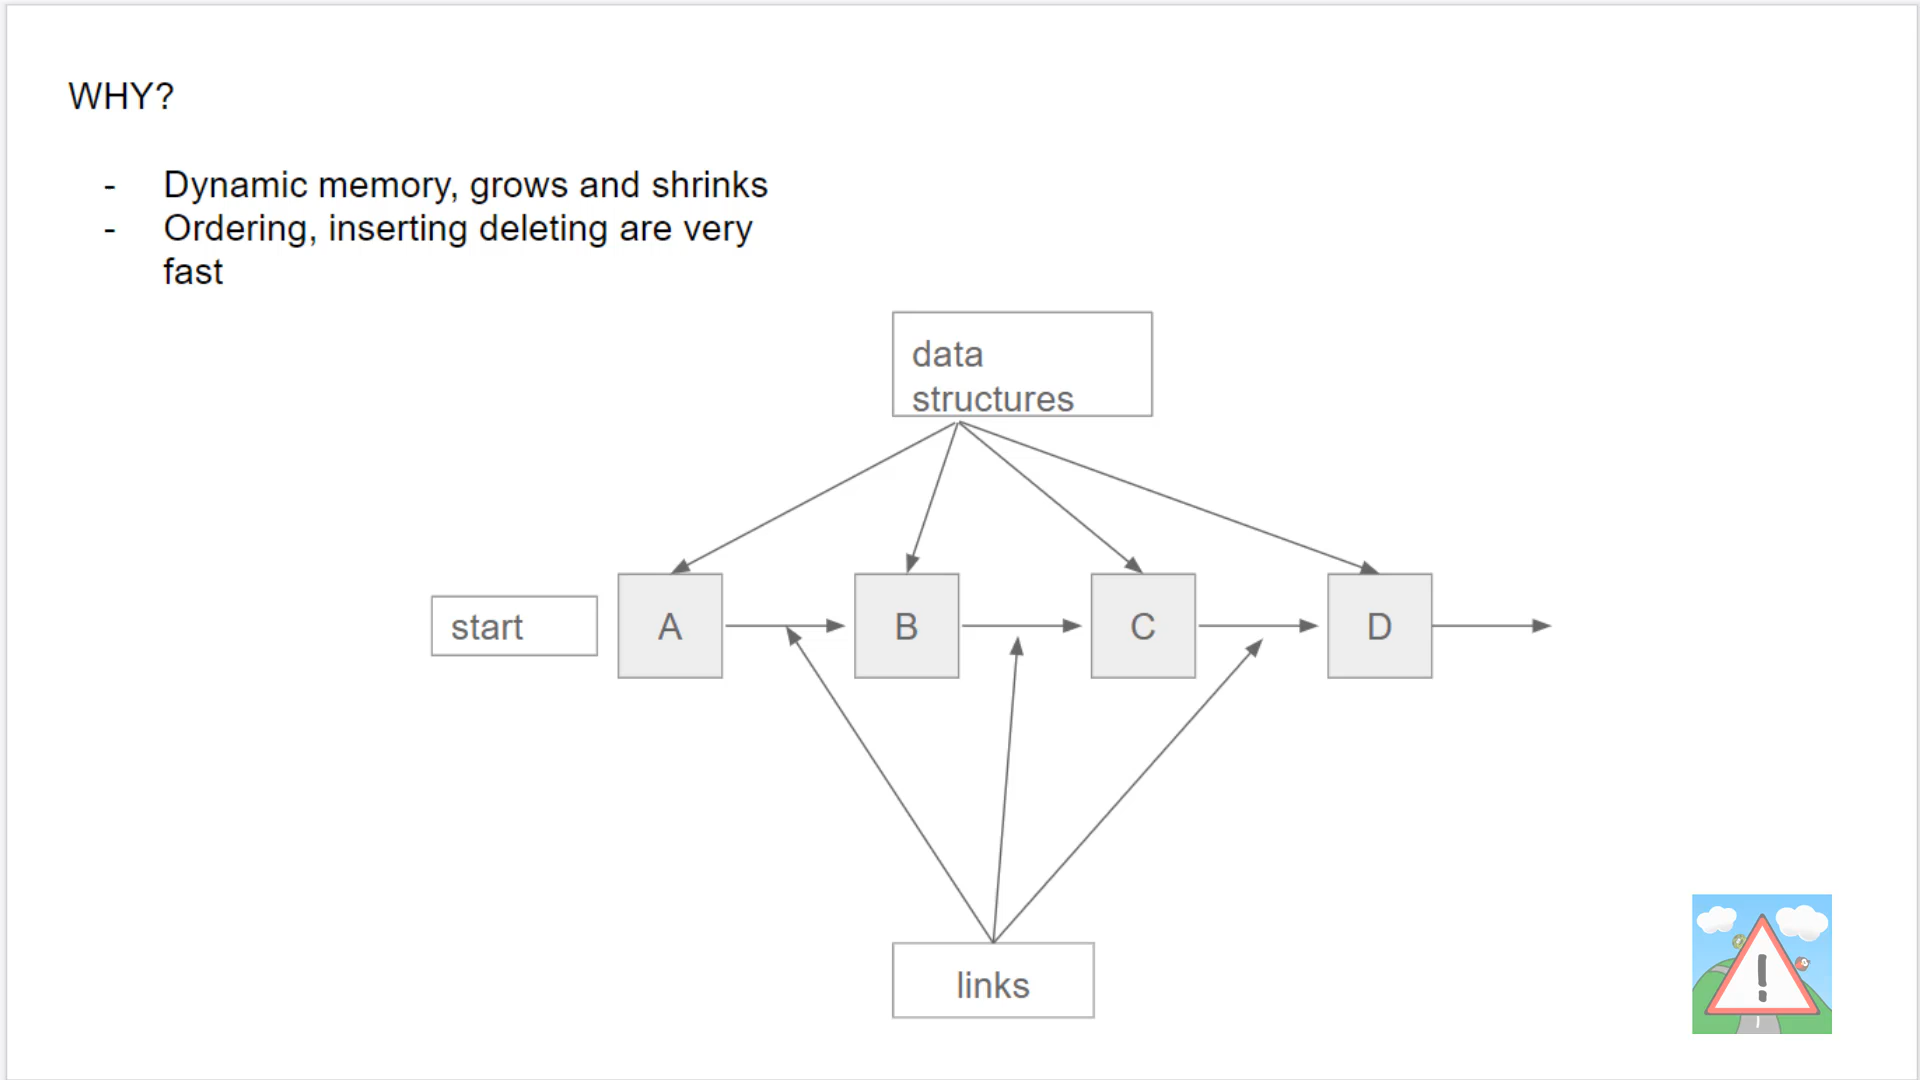 WHY?
- Dynamic memory, grows and shrinks
- Ordering, inserting deleting are very
fast
data
structures
start
A
B
C
D
links
!